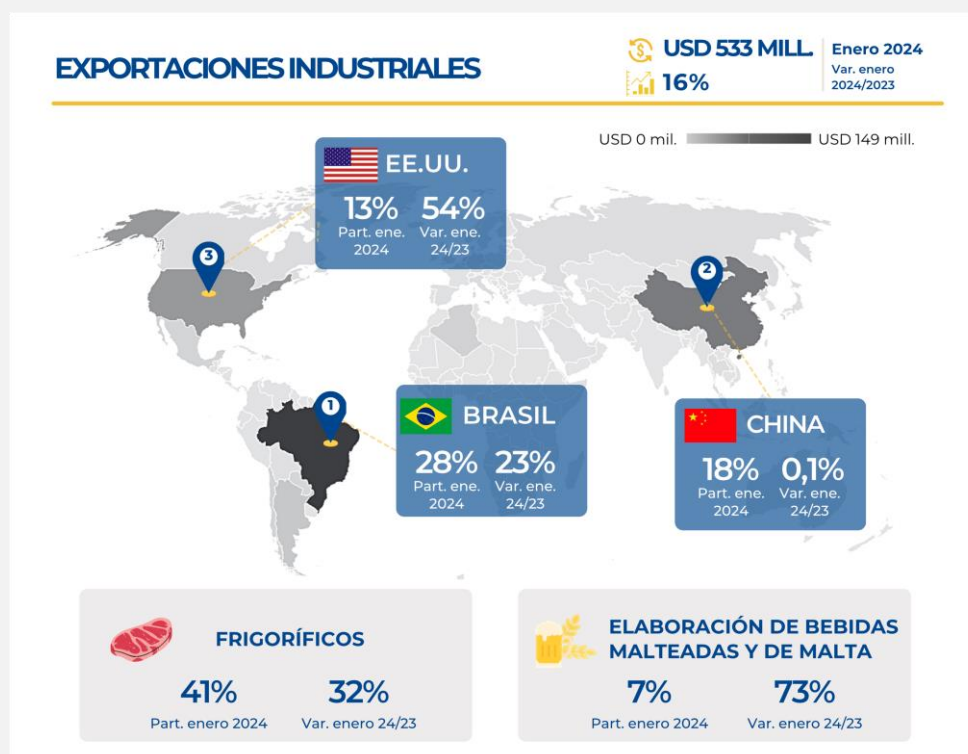 EXPORTACIONES INDUSTRIALES
USD 533 MILL.
16%
Enero 2024
Var. enero
2024/2023
USD 0 mil.
USD 149 mill.
EE.UU.
13% 54%
Part. ene. Var. ene.
2024 24/23
3
2
1
BRASIL
28% 23%
Part. ene. Var. ene.
2024 24/23
CHINA
18% 0,1%
Part. ene. Var. ene.
2024 24/23
FRIGORÍFICOS
41% 32%
Part. enero 2024 Var. enero 24/23
ELABORACIÓN DE BEBIDAS
MALTEADAS Y DE MALTA
7% 73%
Part. enero 2024 Var. enero 24/23